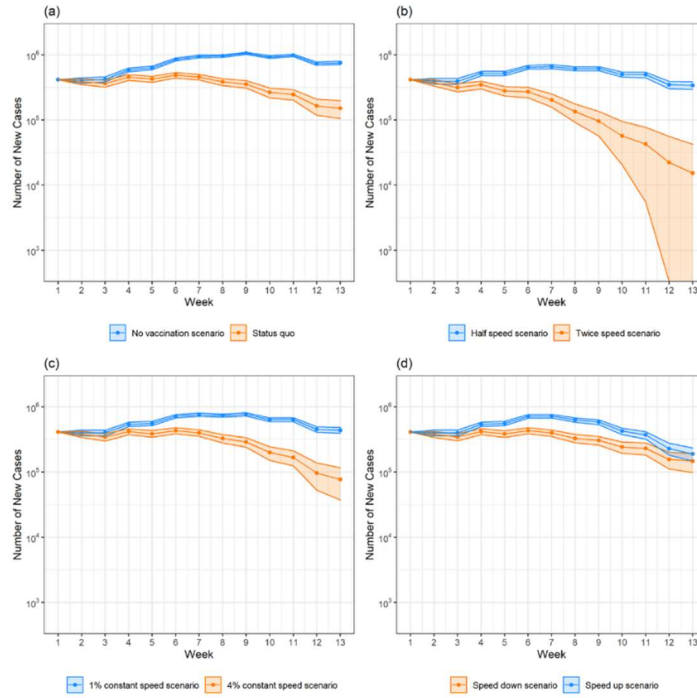 (a)
Number of New Cases
10⁶
10⁵
10⁴
10³
1 2 3 4 5 6 7 8 9 10 11 12 13
Week
No vaccination scenario Status quo
(b)
Number of New Cases
10⁶
10⁵
10⁴
10³
1 2 3 4 5 6 7 8 9 10 11 12 13
Week
Half speed scenario Twice speed scenario
(c)
Number of New Cases
10⁶
10⁵
10⁴
10³
1 2 3 4 5 6 7 8 9 10 11 12 13
Week
1% constant speed scenario 4% constant speed scenario
(d)
Number of New Cases
10⁶
10⁵
10⁴
10³
1 2 3 4 5 6 7 8 9 10 11 12 13
Week
Speed down scenario Speed up scenario